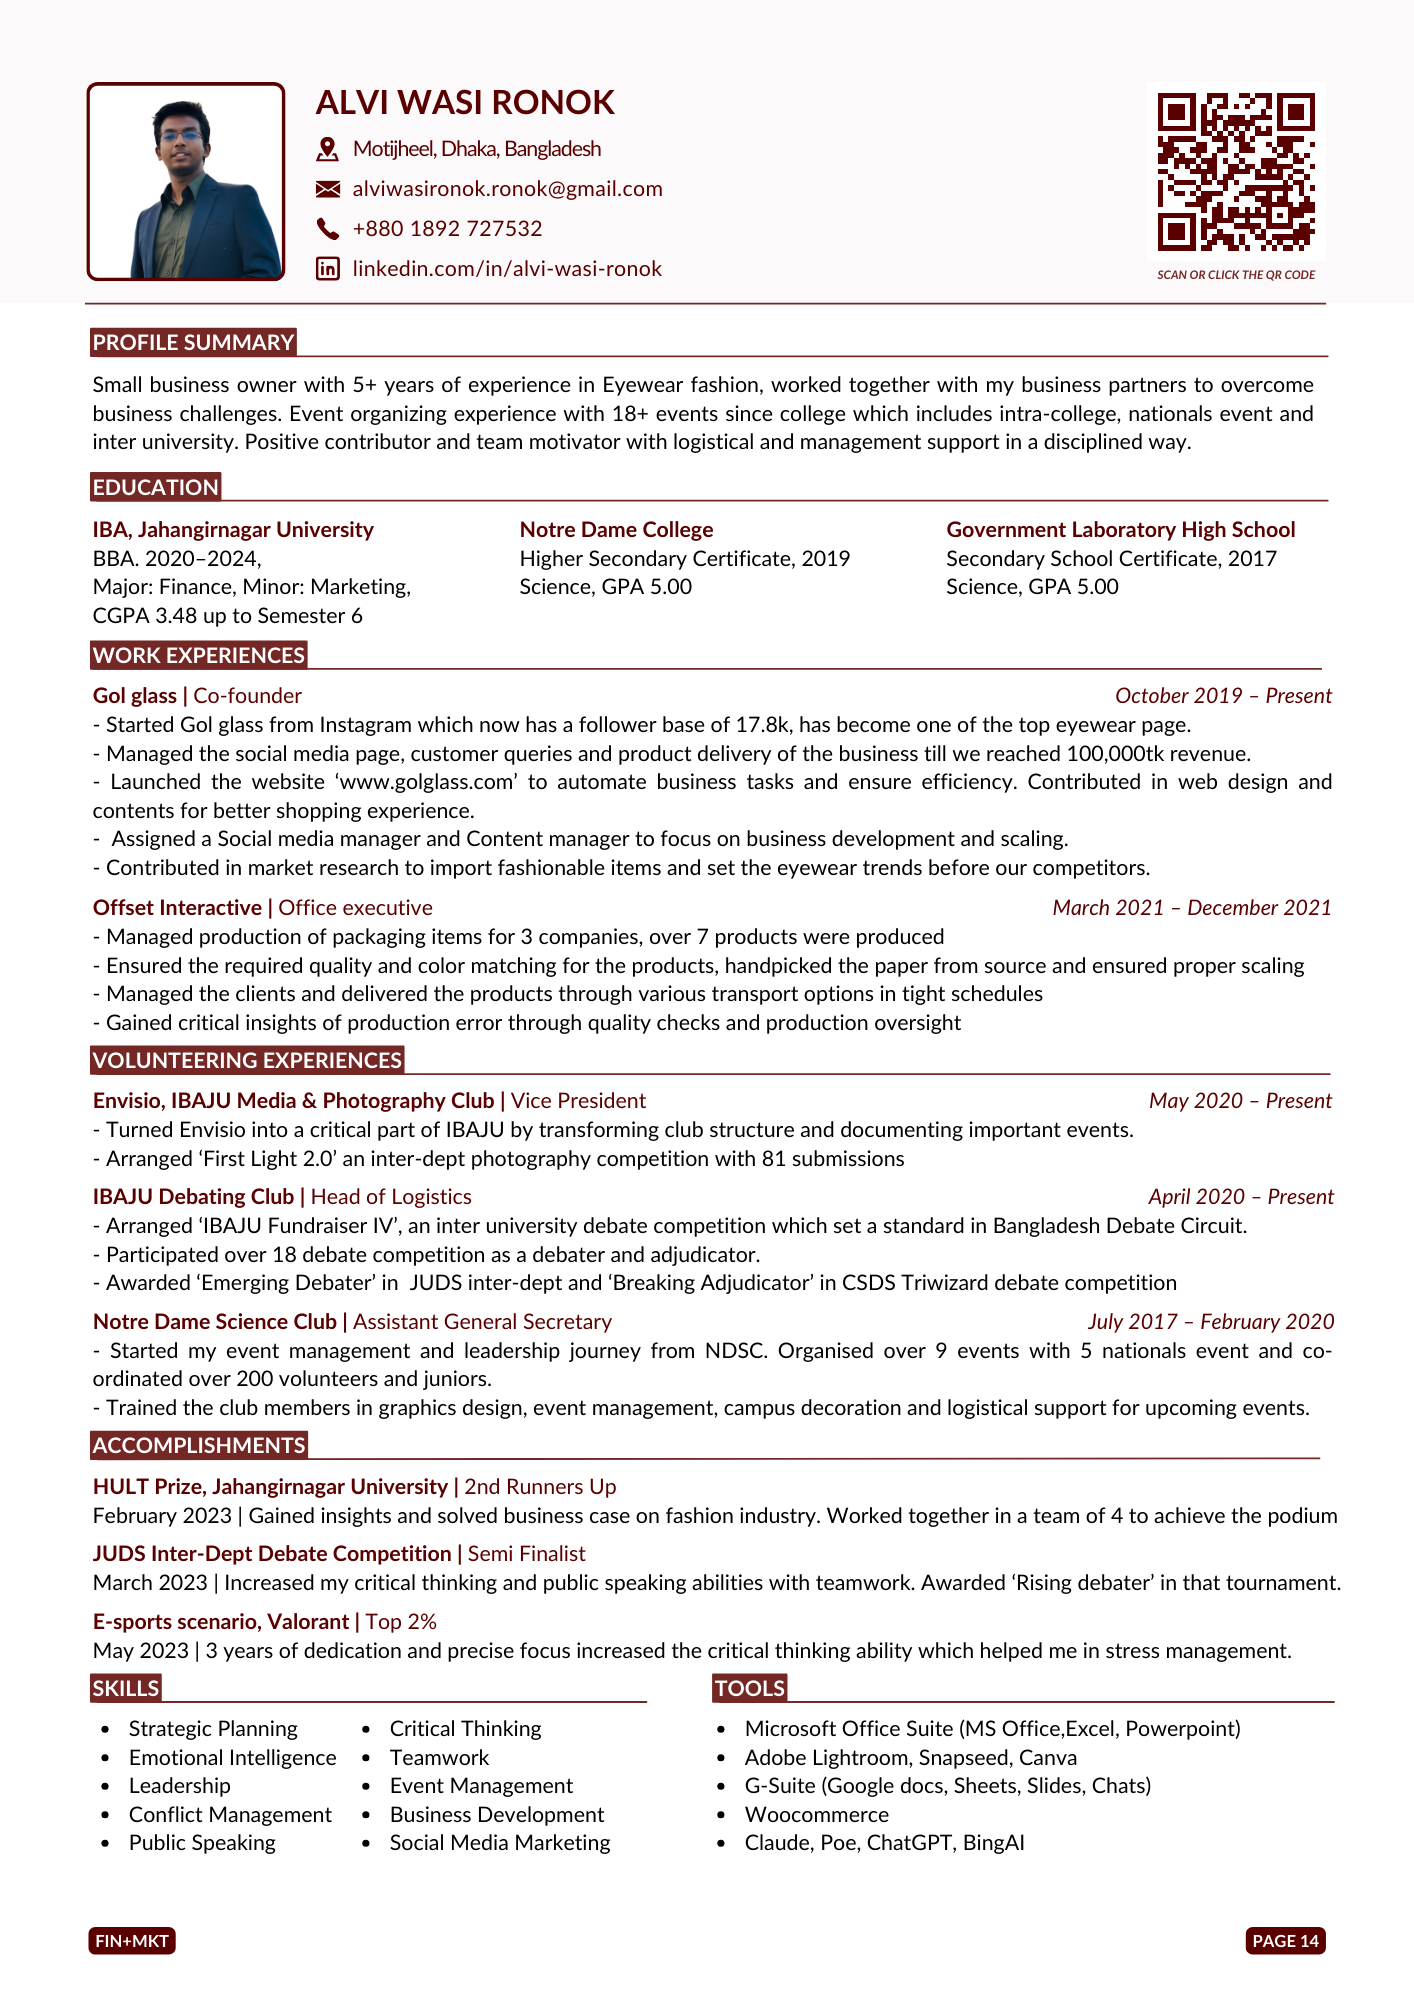 ALVI WASI RONOK
Motijheel, Dhaka, Bangladesh
alviwasironok.ronok@gmail.com
+880 1892 727532
linkedin.com/in/alvi-wasi-ronok
SCAN OR CLICK THE QR CODE
PROFILE SUMMARY
Small business owner with 5+ years of experience in Eyewear fashion, worked together with my business partners to overcome
business challenges. Event organizing experience with 18+ events since college which includes intra-college, nationals event and
inter university. Positive contributor and team motivator with logistical and management support in a disciplined way.
EDUCATION
IBA, Jahangirnagar University
BBA. 2020–2024,
Major: Finance, Minor: Marketing,
CGPA 3.48 up to Semester 6
Notre Dame College
Higher Secondary Certificate, 2019
Science, GPA 5.00
Government Laboratory High School
Secondary School Certificate, 2017
Science, GPA 5.00
WORK EXPERIENCES
Gol glass | Co-founder October 2019 – Present
- Started Gol glass from Instagram which now has a follower base of 17.8k, has become one of the top eyewear page.
- Managed the social media page, customer queries and product delivery of the business till we reached 100,000tk revenue.
- Launched the website ‘www.golglass.com’ to automate business tasks and ensure efficiency. Contributed in web design and
contents for better shopping experience.
- Assigned a Social media manager and Content manager to focus on business development and scaling.
- Contributed in market research to import fashionable items and set the eyewear trends before our competitors.
Offset Interactive | Office executive March 2021 – December 2021
- Managed production of packaging items for 3 companies, over 7 products were produced
- Ensured the required quality and color matching for the products, handpicked the paper from source and ensured proper scaling
- Managed the clients and delivered the products through various transport options in tight schedules
- Gained critical insights of production error through quality checks and production oversight
VOLUNTEERING EXPERIENCES
Envisio, IBAJU Media & Photography Club | Vice President May 2020 – Present
- Turned Envisio into a critical part of IBAJU by transforming club structure and documenting important events.
- Arranged ‘First Light 2.0’ an inter-dept photography competition with 81 submissions
IBAJU Debating Club | Head of Logistics April 2020 – Present
- Arranged ‘IBAJU Fundraiser IV’, an inter university debate competition which set a standard in Bangladesh Debate Circuit.
- Participated over 18 debate competition as a debater and adjudicator.
- Awarded ‘Emerging Debater’ in JUDS inter-dept and ‘Breaking Adjudicator’ in CSDS Triwizard debate competition
Notre Dame Science Club | Assistant General Secretary July 2017 – February 2020
- Started my event management and leadership journey from NDSC. Organised over 9 events with 5 nationals event and co-
ordinated over 200 volunteers and juniors.
- Trained the club members in graphics design, event management, campus decoration and logistical support for upcoming events.
ACCOMPLISHMENTS
HULT Prize, Jahangirnagar University | 2nd Runners Up
February 2023 | Gained insights and solved business case on fashion industry. Worked together in a team of 4 to achieve the podium
JUDS Inter-Dept Debate Competition | Semi Finalist
March 2023 | Increased my critical thinking and public speaking abilities with teamwork. Awarded ‘Rising debater’ in that tournament.
E-sports scenario, Valorant | Top 2%
May 2023 | 3 years of dedication and precise focus increased the critical thinking ability which helped me in stress management.
SKILLS
• Strategic Planning
• Emotional Intelligence
• Leadership
• Conflict Management
• Public Speaking
• Critical Thinking
• Teamwork
• Event Management
• Business Development
• Social Media Marketing
TOOLS
• Microsoft Office Suite (MS Office,Excel, Powerpoint)
• Adobe Lightroom, Snapseed, Canva
• G-Suite (Google docs, Sheets, Slides, Chats)
• Woocommerce
• Claude, Poe, ChatGPT, BingAI
FIN+MKT
PAGE 14